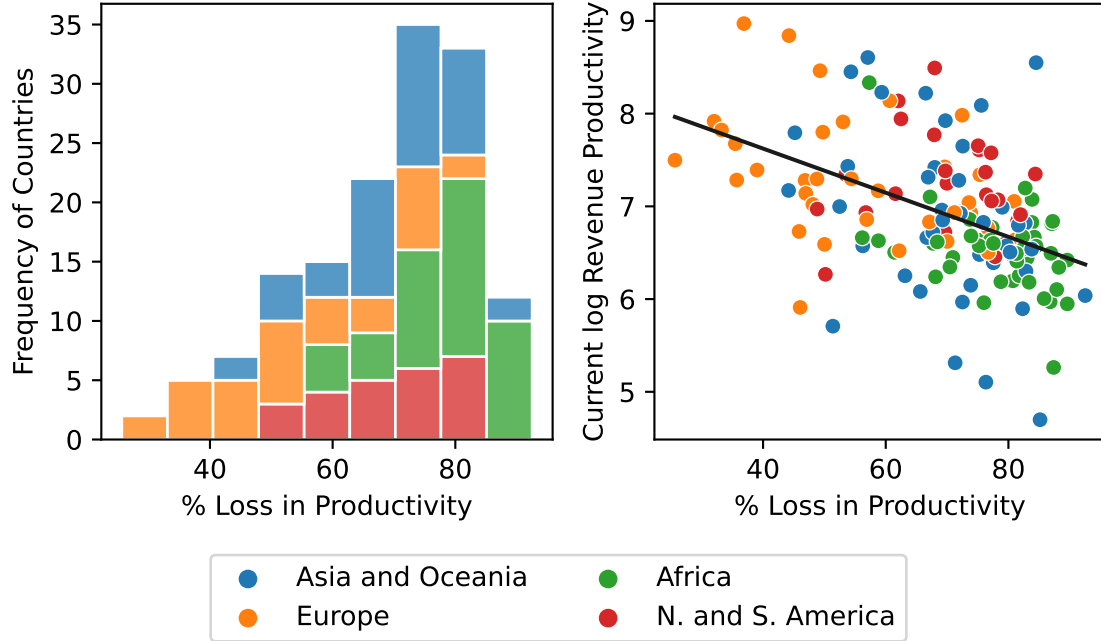 35
30
25
20
15
10
5
0
Frequency of Countries
40 60 80
% Loss in Productivity
9
8
7
6
5
Current log Revenue Productivity
40 60 80
% Loss in Productivity
Asia and Oceania
Europe
Africa
N. and S. America